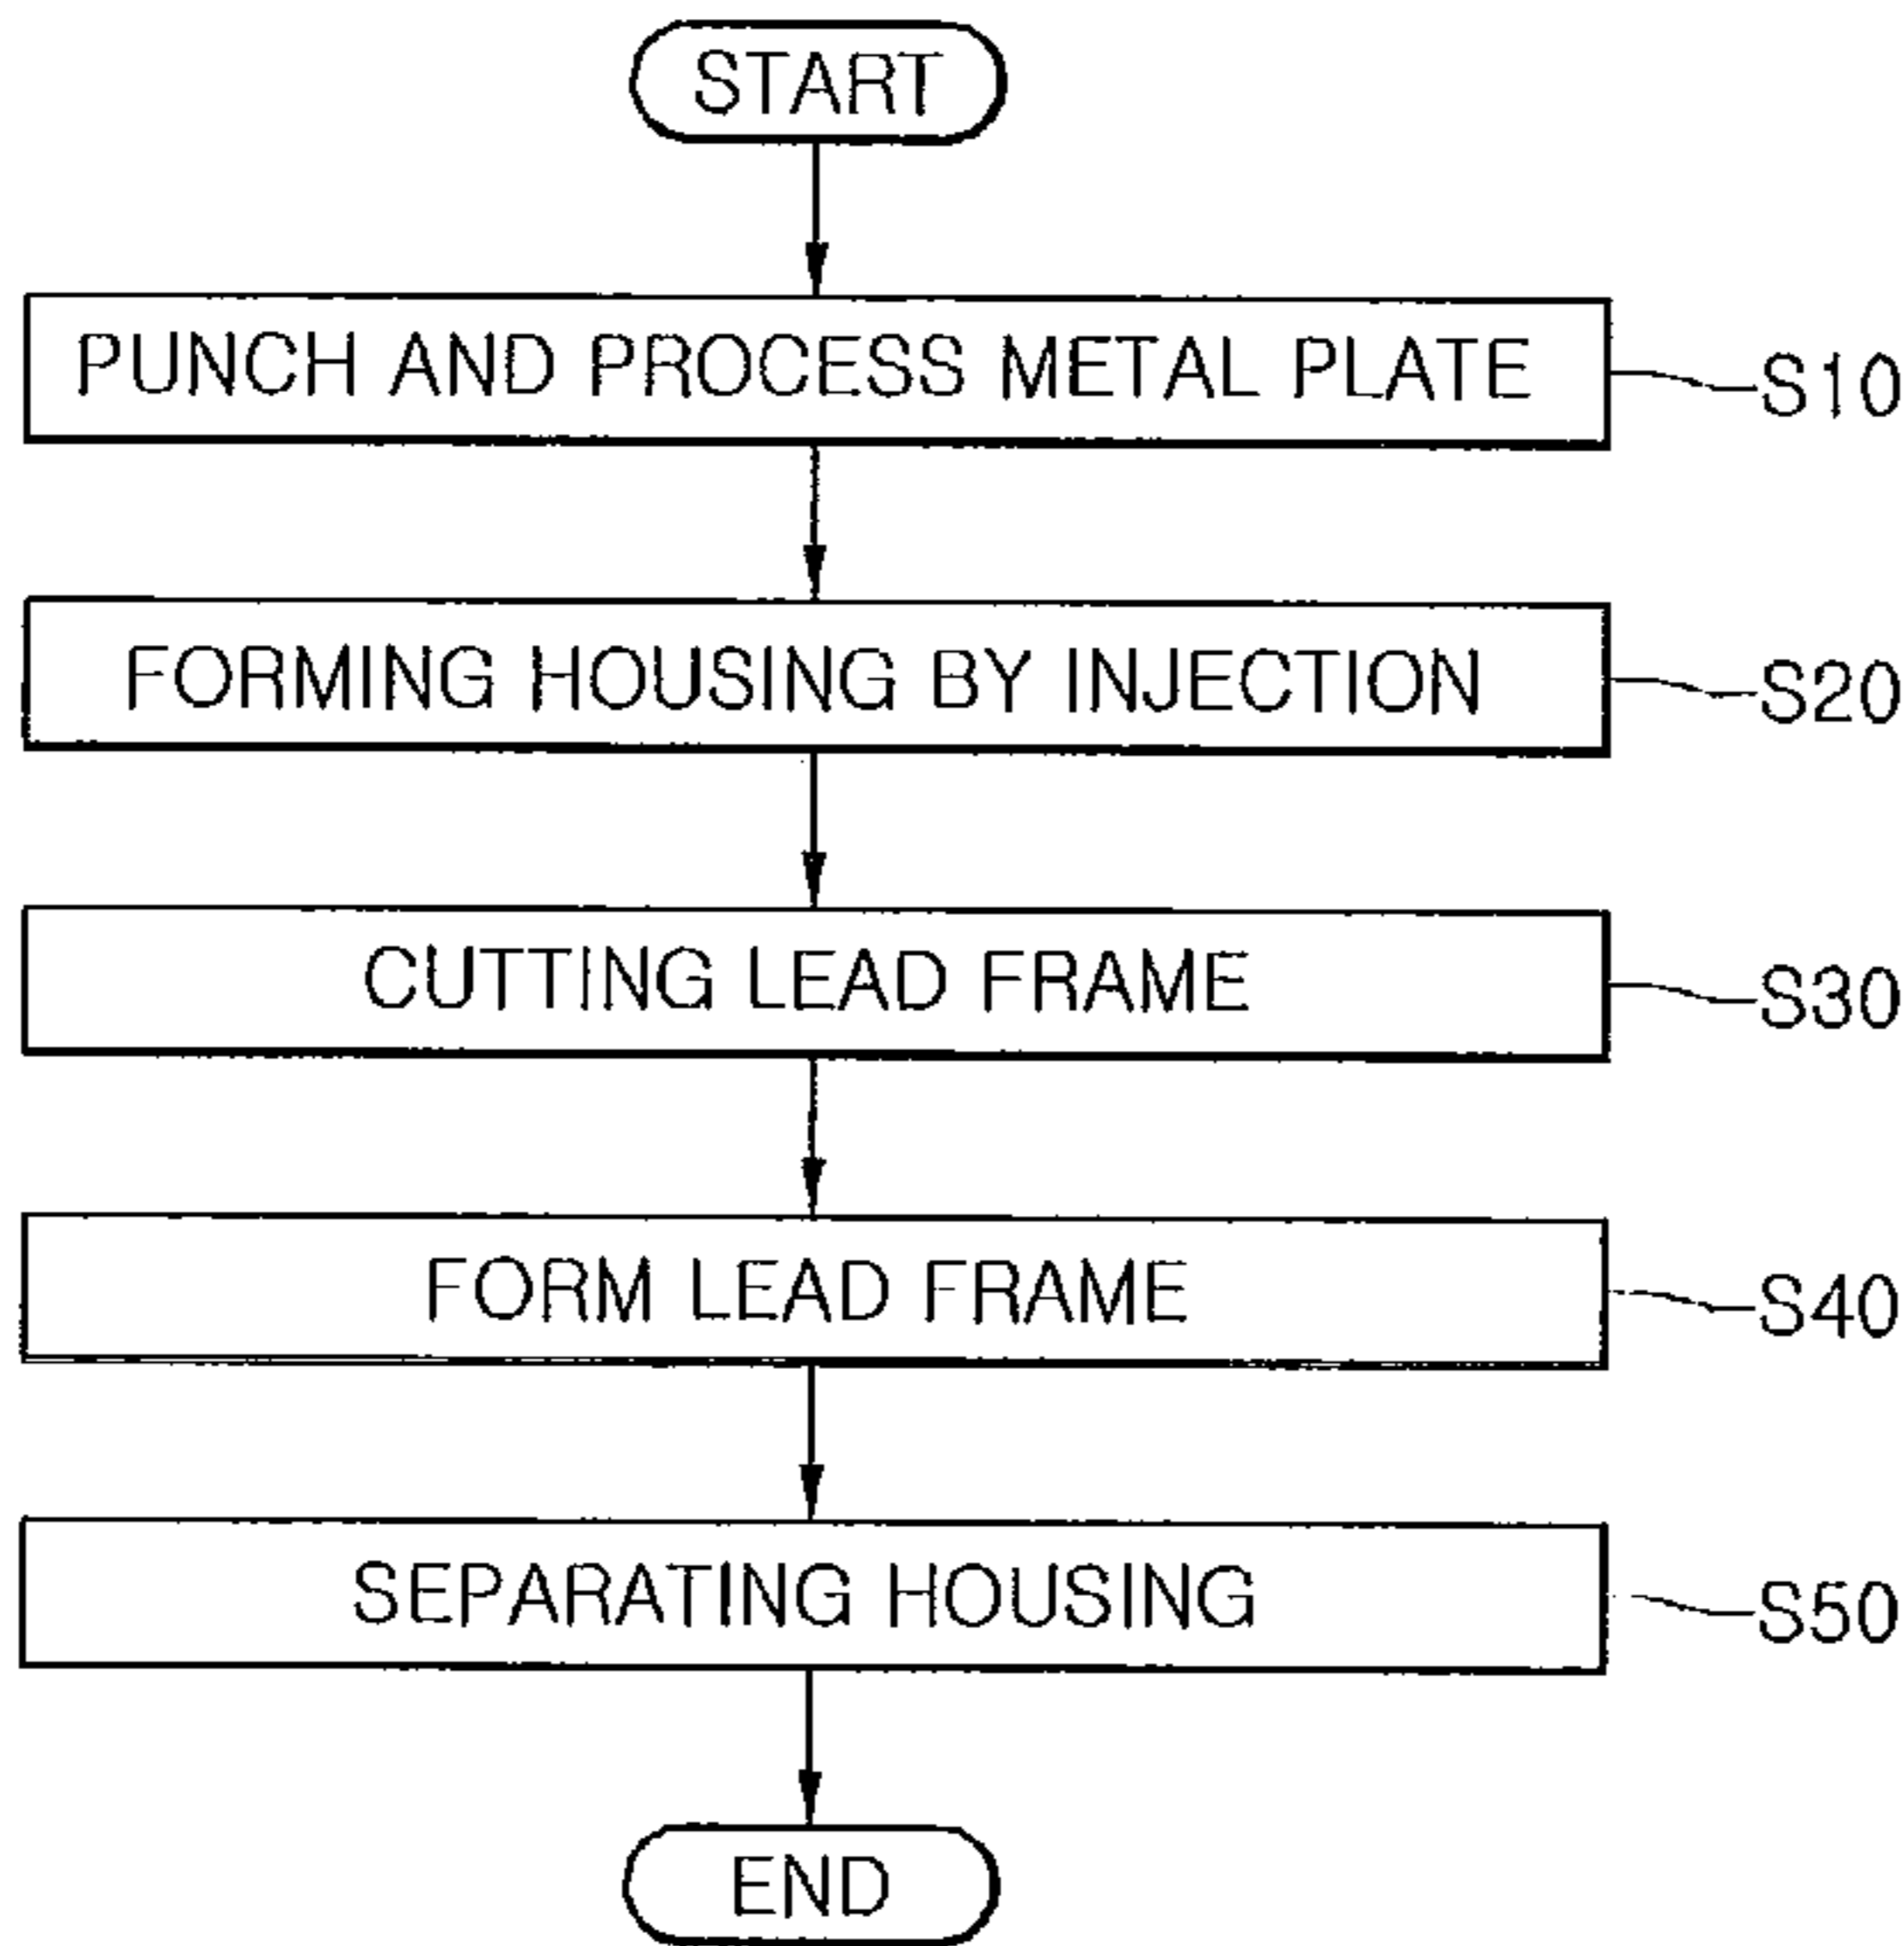 START
PUNCH AND PROCESS METAL PLATE
S10
FORMING HOUSING BY INJECTION
S20
CUTTING LEAD FRAME
S30
FORM LEAD FRAME
S40
SEPARATING HOUSING
S50
END